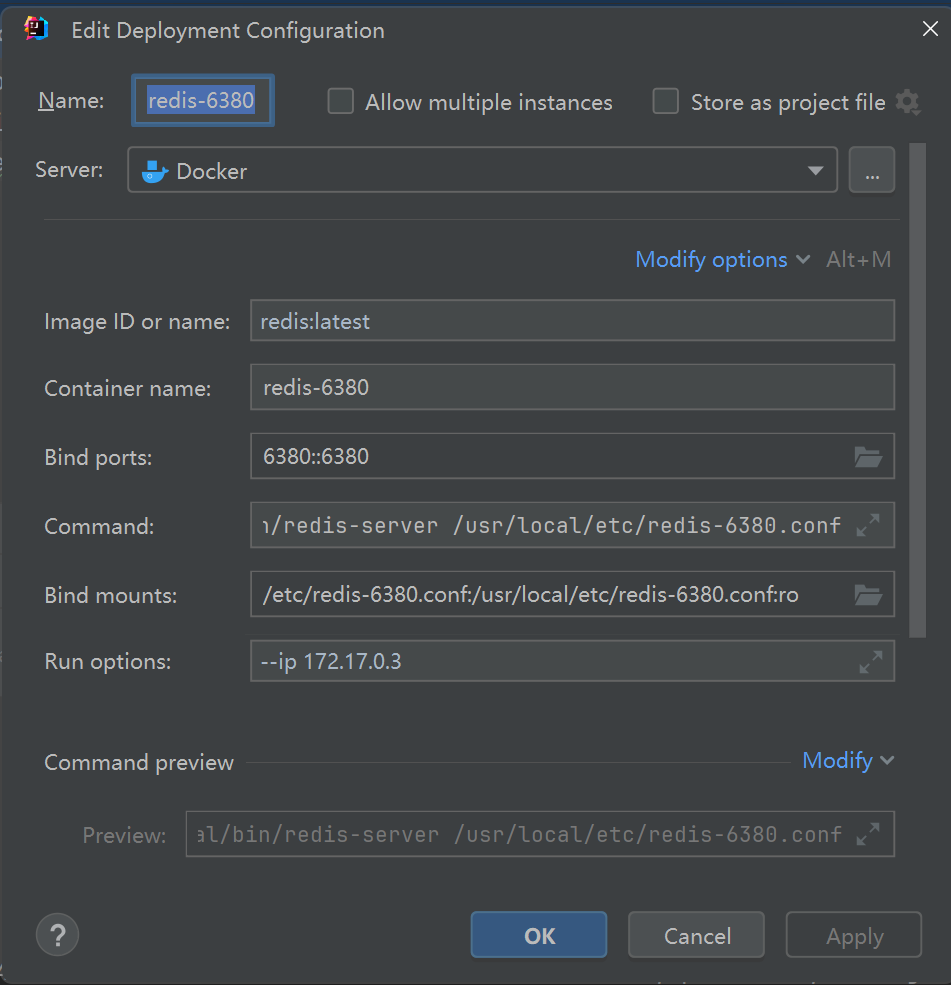 Edit Deployment Configuration
Name: redis-6380 Allow multiple instances Store as project file
Server: Docker ...
Modify options Alt+M
Image ID or name: redis:latest
Container name: redis-6380
Bind ports: 6380::6380
Command: /redis-server /usr/local/etc/redis-6380.conf
Bind mounts: /etc/redis-6380.conf:/usr/local/etc/redis-6380.conf:ro
Run options: --ip 172.17.0.3
Command preview Modify
Preview: al/bin/redis-server /usr/local/etc/redis-6380.conf
? OK Cancel Apply